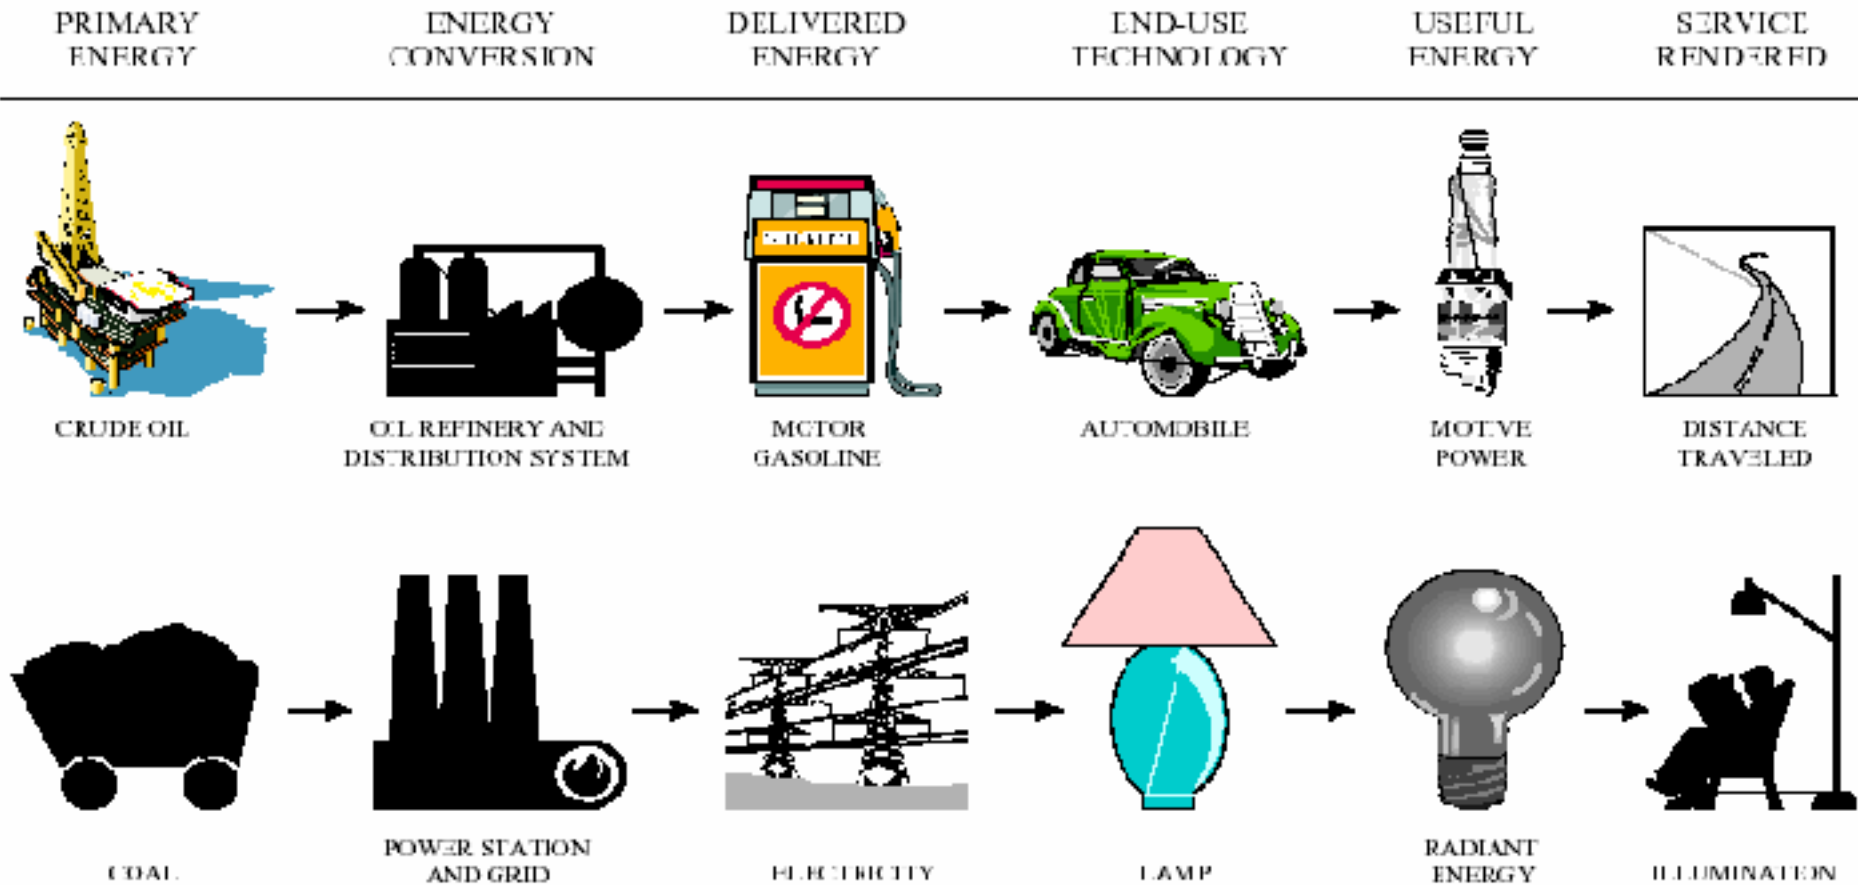 PRIMARY ENERGY
ENERGY CONVERSION
DELIVERED ENERGY
END-USE TECHNOLOGY
USEFUL ENERGY
SERVICE RENDERED
CRUDE OIL
OIL REFINERY AND
DISTRIBUTION SYSTEM
MOTOR
GASOLINE
AUTOMOBILE
MOTIVE
POWER
DISTANCE
TRAVELED
COAL
POWER STATION
AND GRID
ELECTRICITY
LAMP
RADIANT
ENERGY
ILLUMINATION